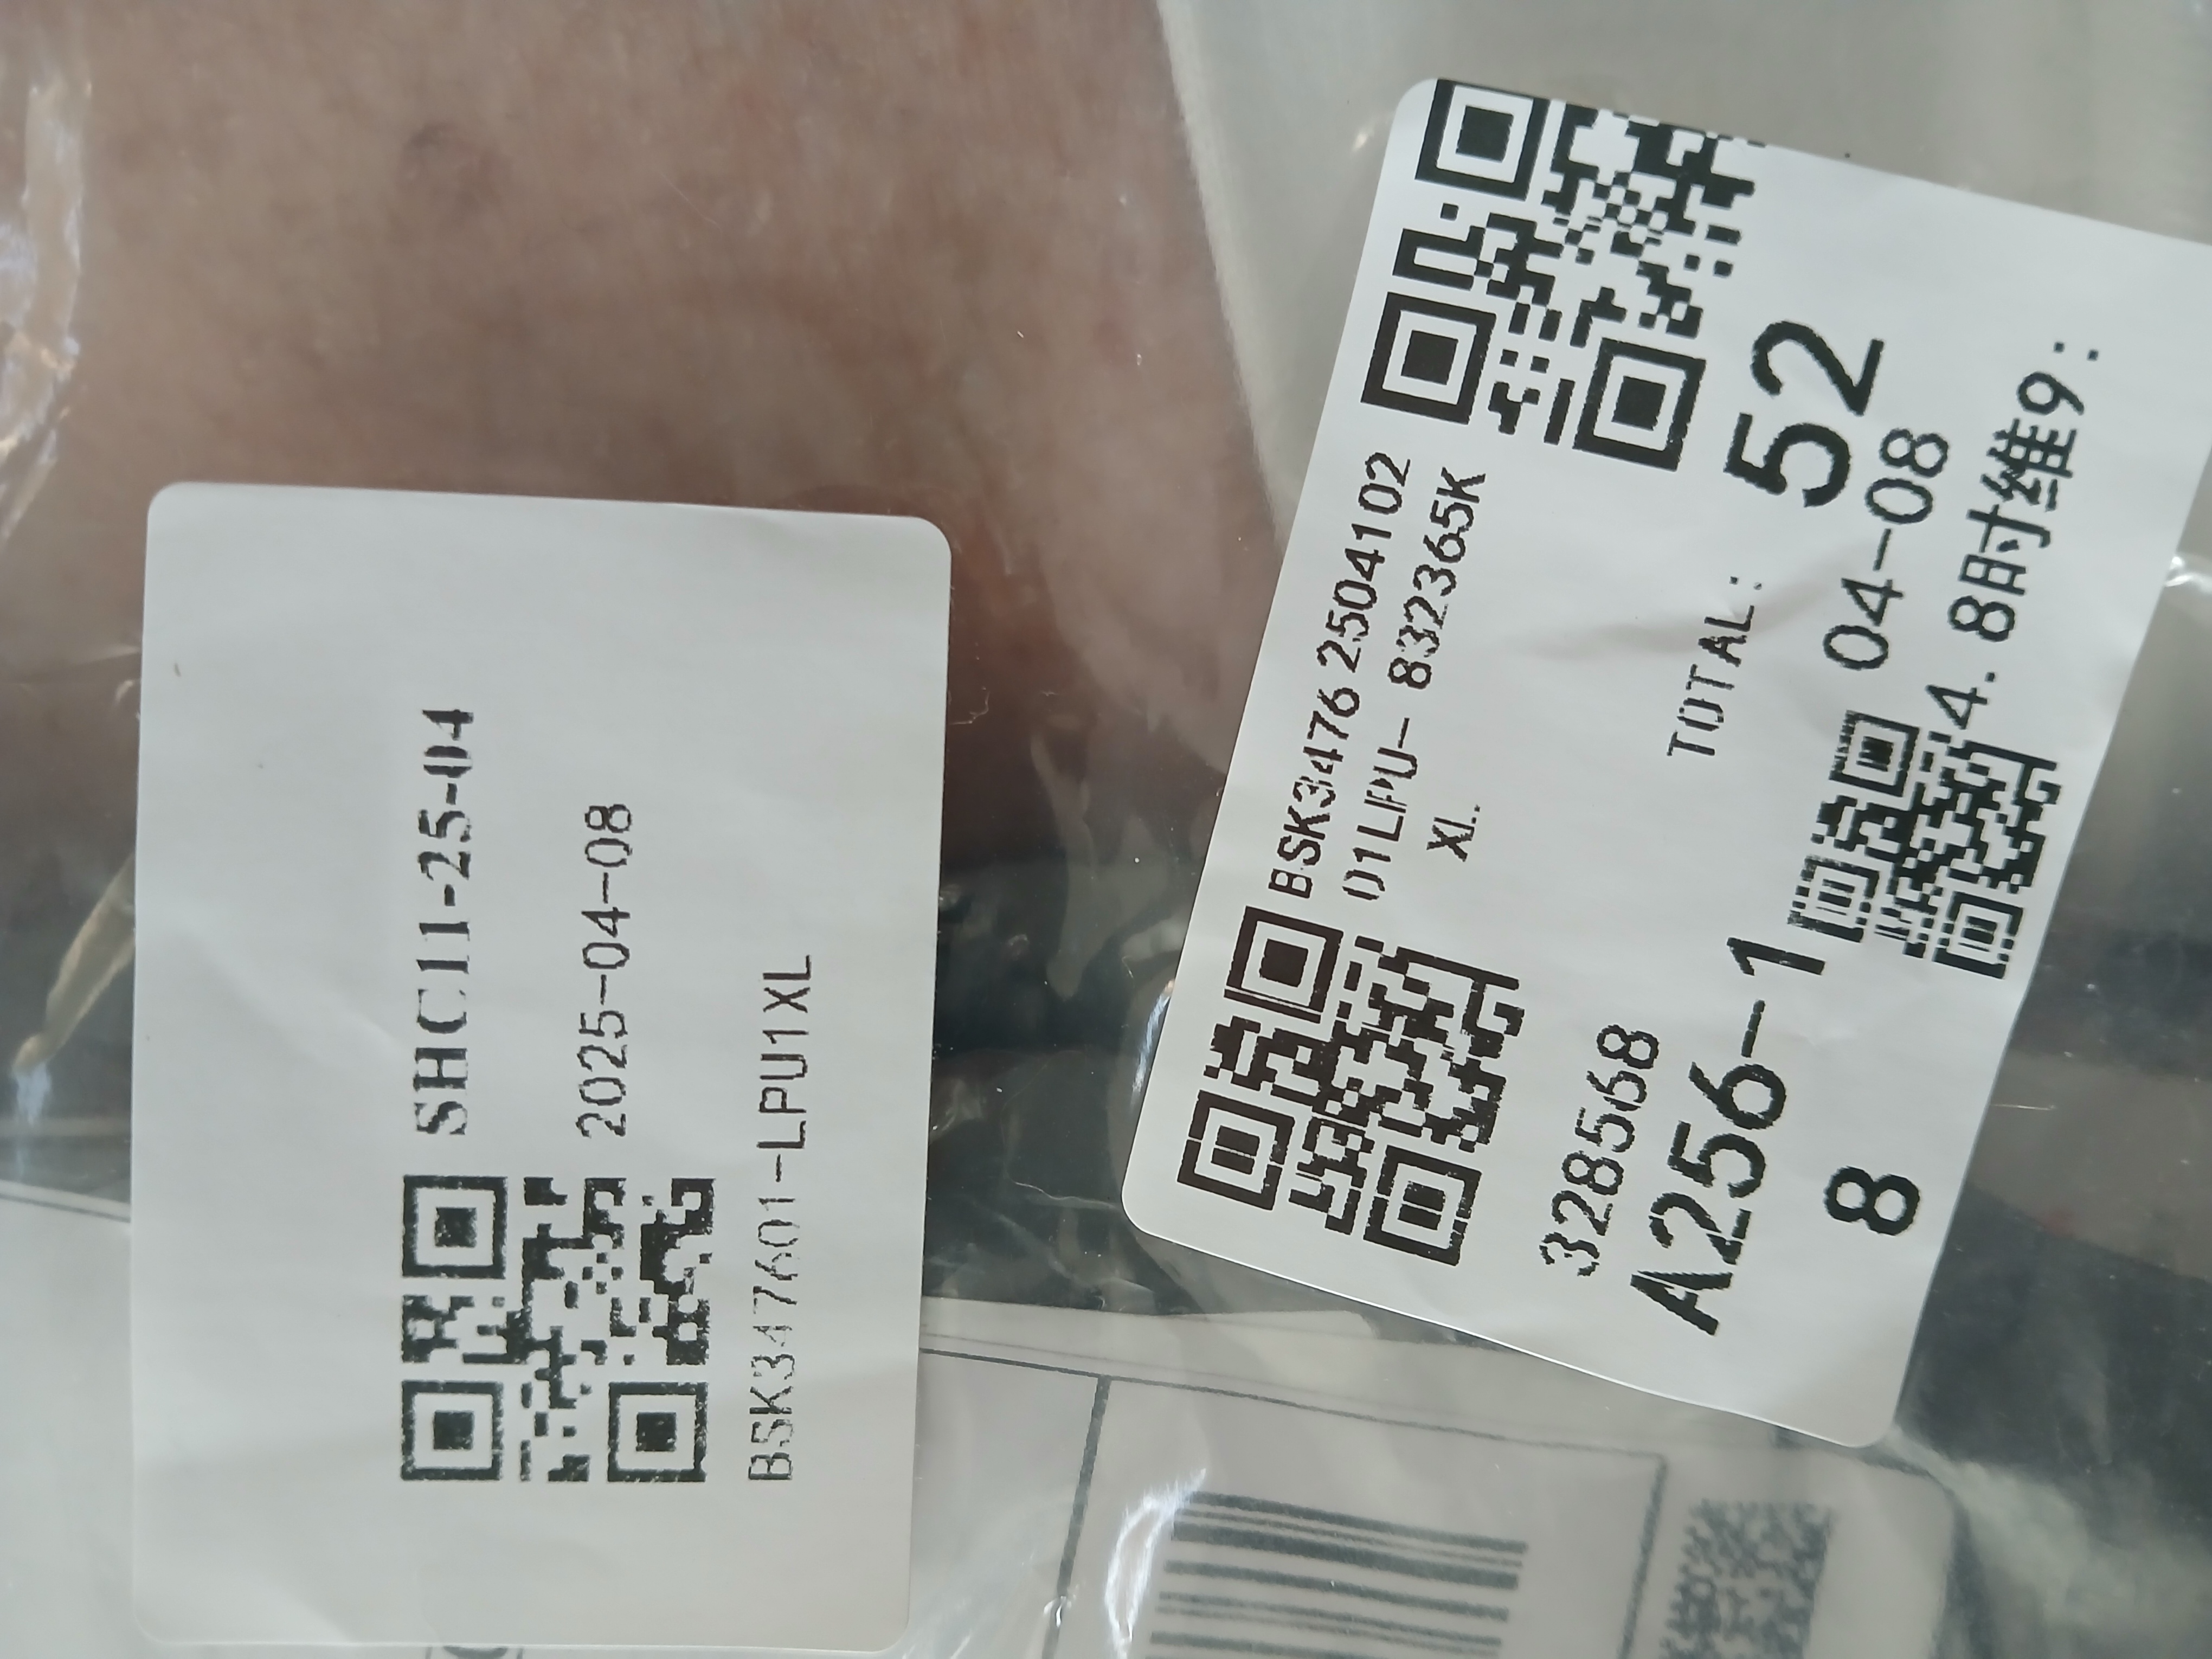 SHC11-25-04
2025-04-08
BSK347601-LPU1XL
BSK3476 2504102
01LPU- 832365K
XL.
TOTAL: 52
328568
A256-1 04-08
8
4. 8时维9: